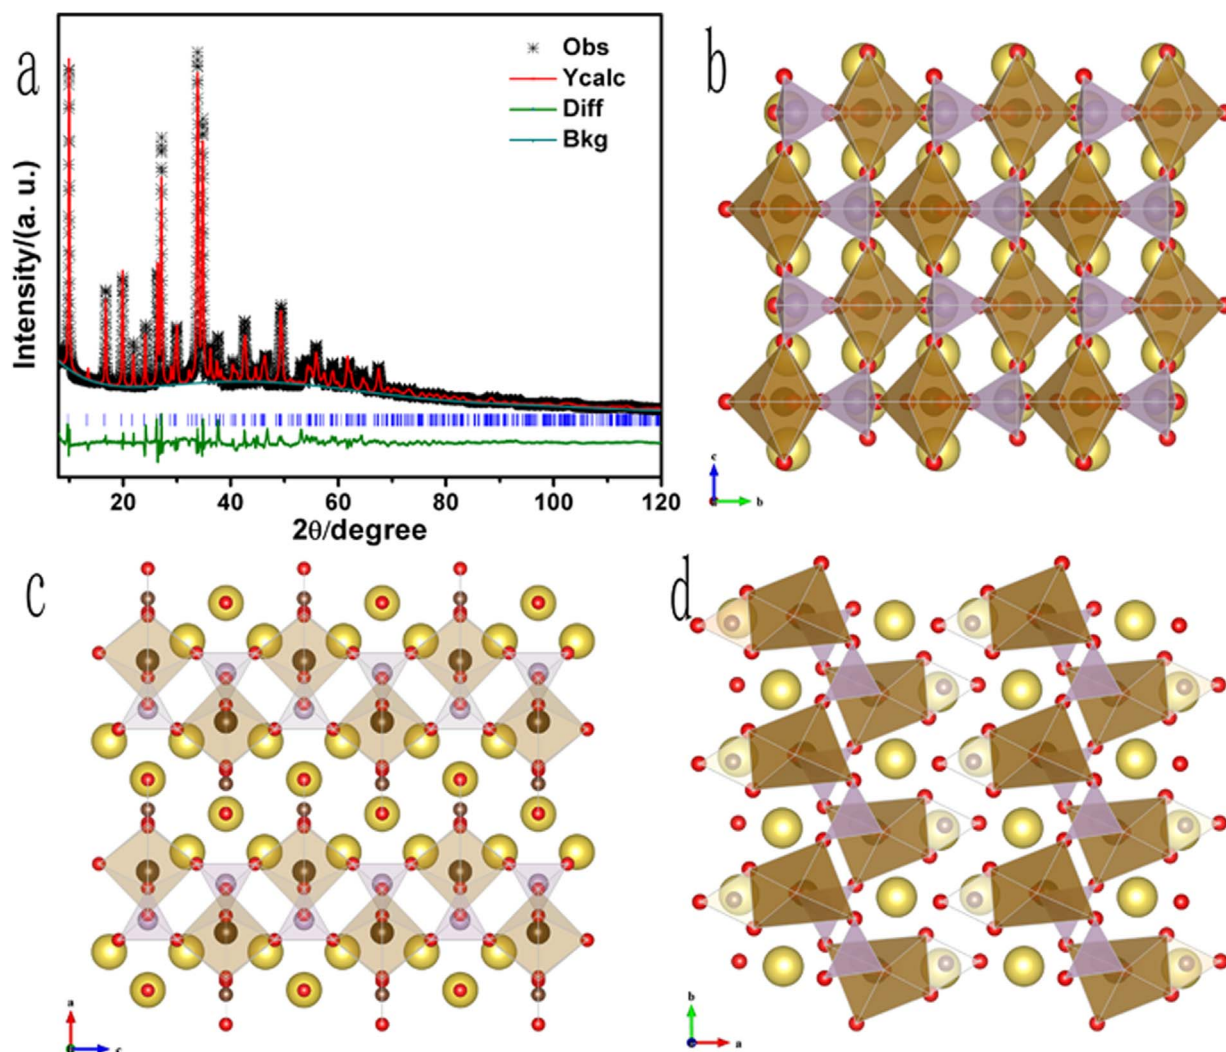 a
Obs
Ycalc
Diff
Bkg
Intensity/(a. u.)
20 40 60 80 100 120
2θ/degree
b
c
b
c
a
c
d
b
a